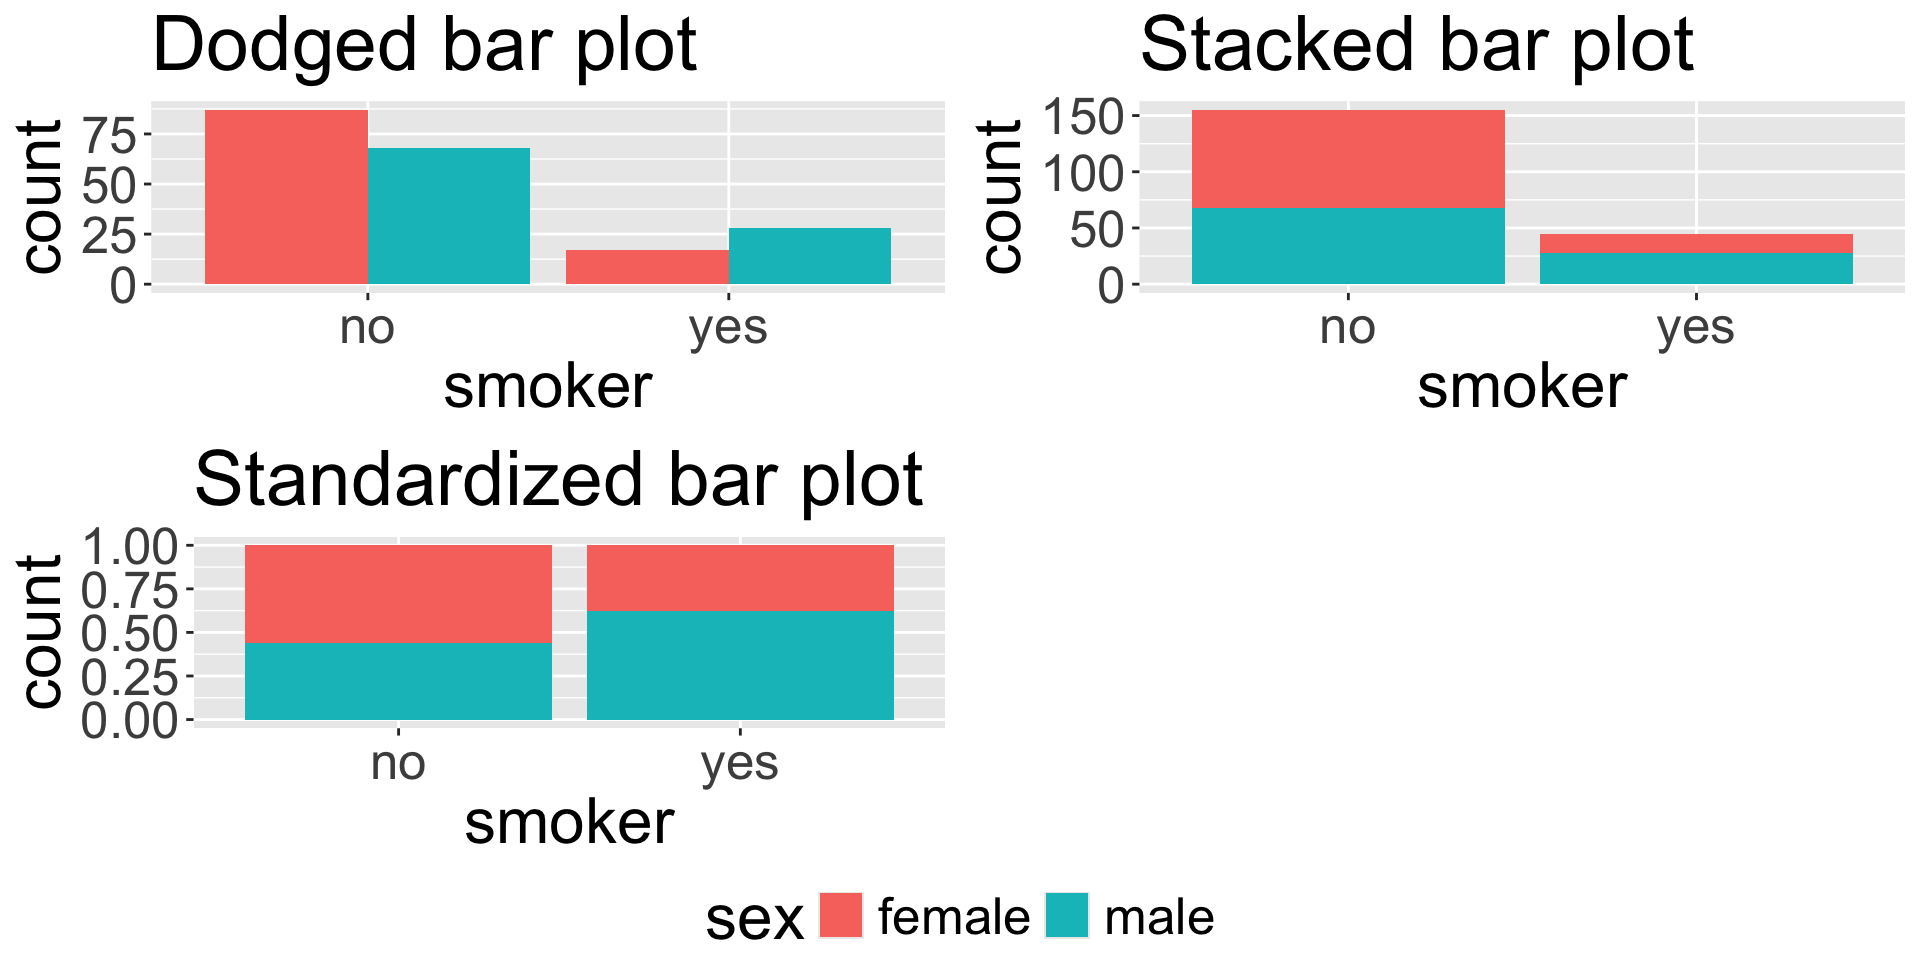 Dodged bar plot
count
75
50
25
0
no yes
smoker
Stacked bar plot
count
150
100
50
0
no yes
smoker
Standardized bar plot
count
1.00
0.75
0.50
0.25
0.00
no yes
smoker
sex female male